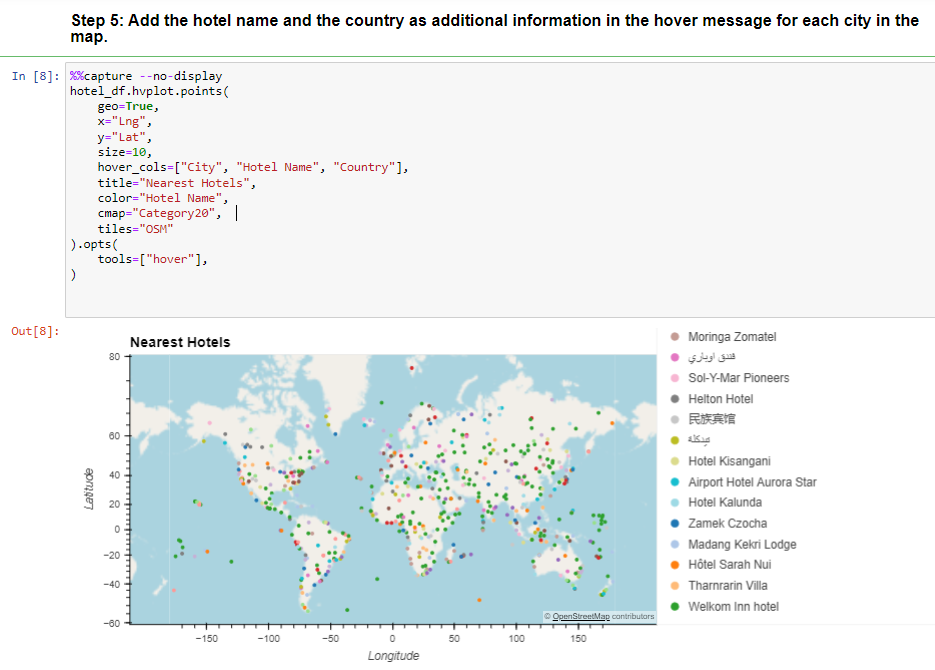 Step 5: Add the hotel name and the country as additional information in the hover message for each city in the
map.
In [8]:
%%capture --no-display
hotel_df.hvplot.points(
    geo=True,
    x="Lng",
    y="Lat",
    size=10,
    hover_cols=["City", "Hotel Name", "Country"],
    title="Nearest Hotels",
    color="Hotel Name",
    cmap="Category20",
    tiles="OSM"
).opts(
    tools=["hover"],
)
Out[8]:
Nearest Hotels
80
60
40
20
0
−20
−40
−60
Latitude
−150 −100 −50 0 50 100 150
Longitude
© OpenStreetMap contributors
Moringa Zomatel
فندق اوباري
Sol-Y-Mar Pioneers
Helton Hotel
民族宾馆
Hotel Kisangani
Airport Hotel Aurora Star
Hotel Kalunda
Zamek Czocha
Madang Kekri Lodge
Hôtel Sarah Nui
Tharnrarin Villa
Welkom Inn hotel